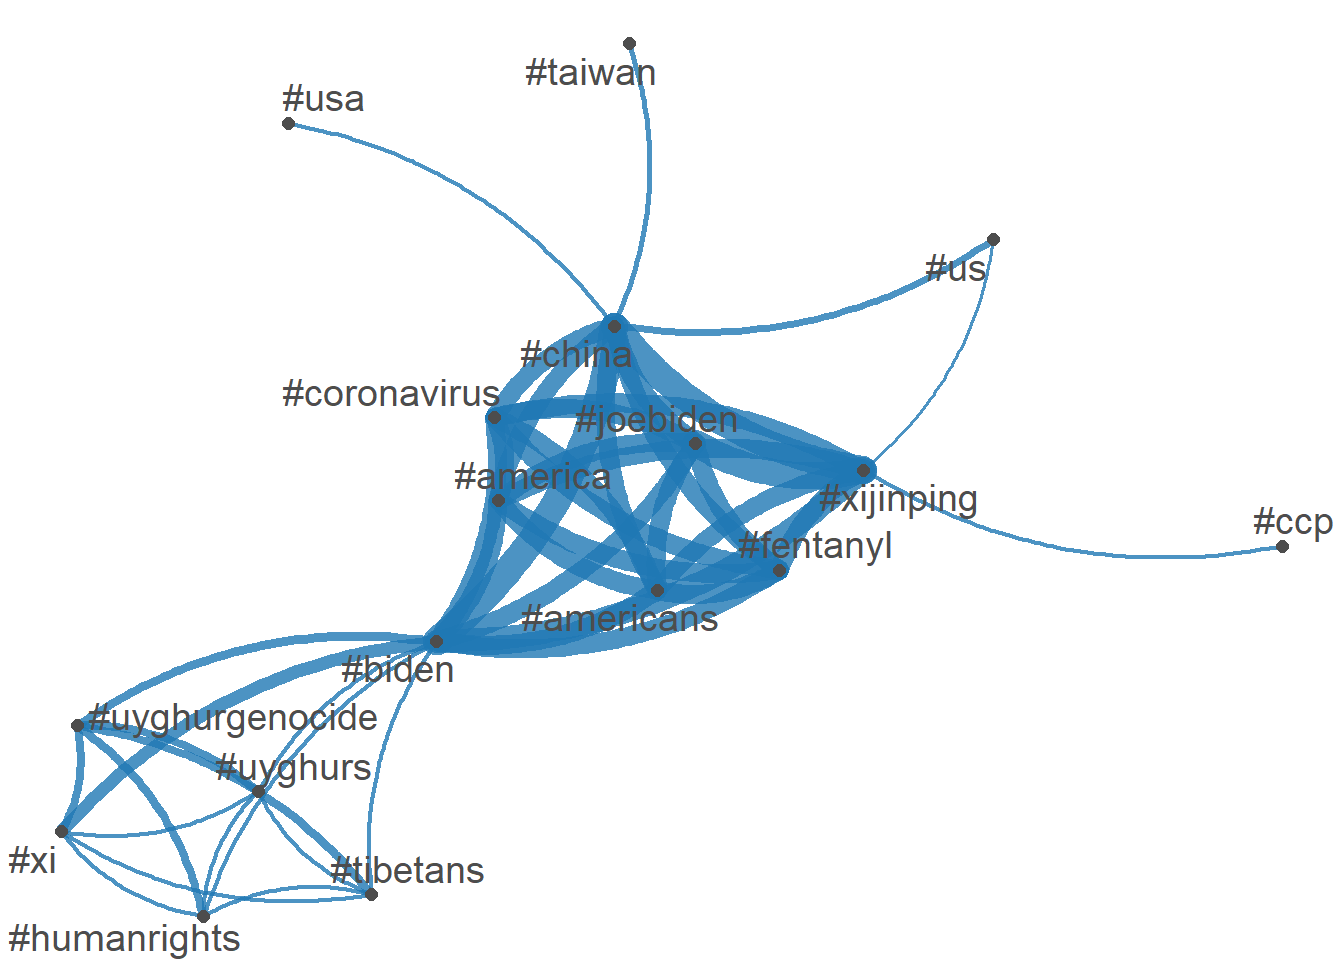 #taiwan
#usa
#us
#china
#coronavirus
#joebiden
#america
#xijinping
#ccp
#fentanyl
#americans
#biden
#uyghurgenocide
#uyghurs
#xi
#tibetans
#humanrights